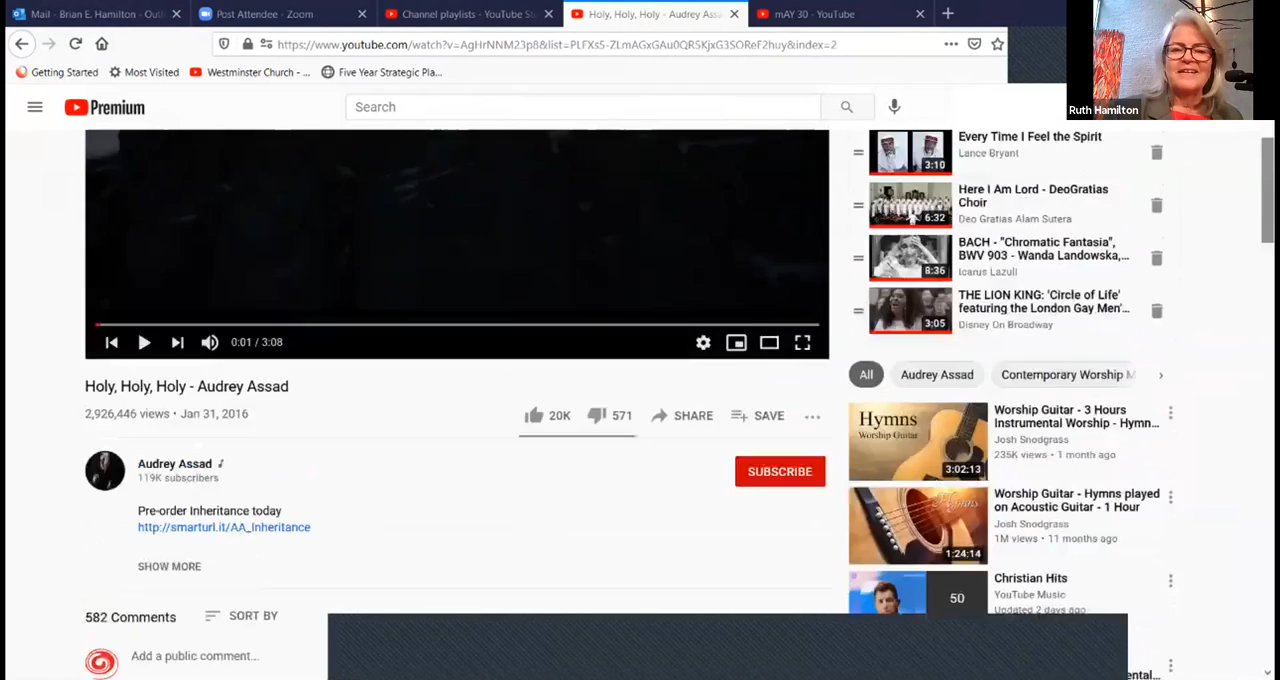 Mail - Brian E. Hamilton - Outl
Post Attendee - Zoom
Channel playlists - YouTube St
Holy, Holy, Holy - Audrey Assa
mAY 30 - YouTube
https://www.youtube.com/watch?v=AgHrNNM23p8&list=PLFXs5-ZLmAGxGAu0QR5KjxG3SOReF2huy&index=2
Getting Started
Most Visited
Westminster Church - ...
Five Year Strategic Pla...
Ruth Hamilton
Premium
Search
Every Time I Feel the Spirit
Lance Bryant
3:10
Here I Am Lord - DeoGratias
Choir
Deo Gratias Alam Sutera
6:32
BACH - "Chromatic Fantasia",
BWV 903 - Wanda Landowska,...
Icarus Lazuli
8:36
THE LION KING: 'Circle of Life'
featuring the London Gay Men'...
Disney On Broadway
3:05
0:01 / 3:08
Holy, Holy, Holy - Audrey Assad
2,926,446 views • Jan 31, 2016
20K
571
SHARE
SAVE
Audrey Assad
119K subscribers
SUBSCRIBE
Pre-order Inheritance today
http://smarturl.it/AA_Inheritance
SHOW MORE
582 Comments
SORT BY
Add a public comment...
All
Audrey Assad
Contemporary Worship M
Hymns
Worship Guitar
3:02:13
Worship Guitar - 3 Hours
Instrumental Worship - Hymn...
Josh Snodgrass
235K views • 1 month ago
Hymns
1:24:14
Worship Guitar - Hymns played
on Acoustic Guitar - 1 Hour
Josh Snodgrass
1M views • 11 months ago
50
Christian Hits
YouTube Music
Updated 2 days ago
ental...